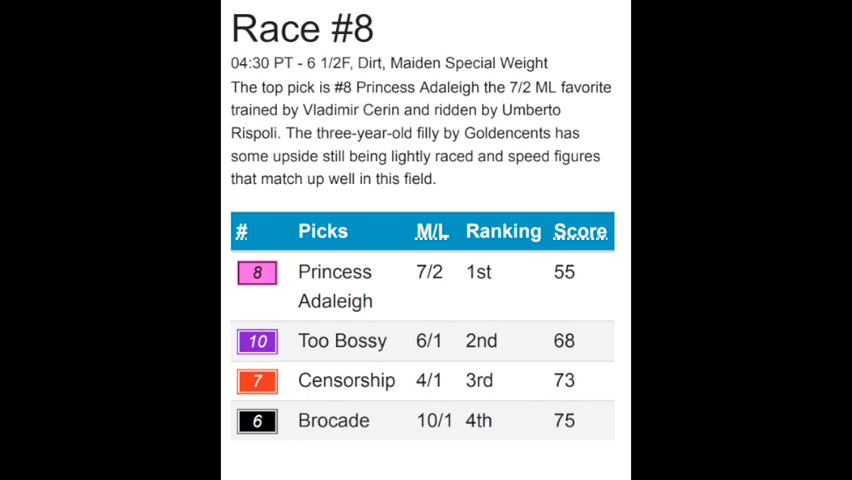 Race #8
04:30 PT - 6 1/2F, Dirt, Maiden Special Weight
The top pick is #8 Princess Adaleigh the 7/2 ML favorite
trained by Vladimir Cerin and ridden by Umberto
Rispoli. The three-year-old filly by Goldencents has
some upside still being lightly raced and speed figures
that match up well in this field.
# Picks M/L Ranking Score
8 Princess Adaleigh 7/2 1st 55
10 Too Bossy 6/1 2nd 68
7 Censorship 4/1 3rd 73
6 Brocade 10/1 4th 75